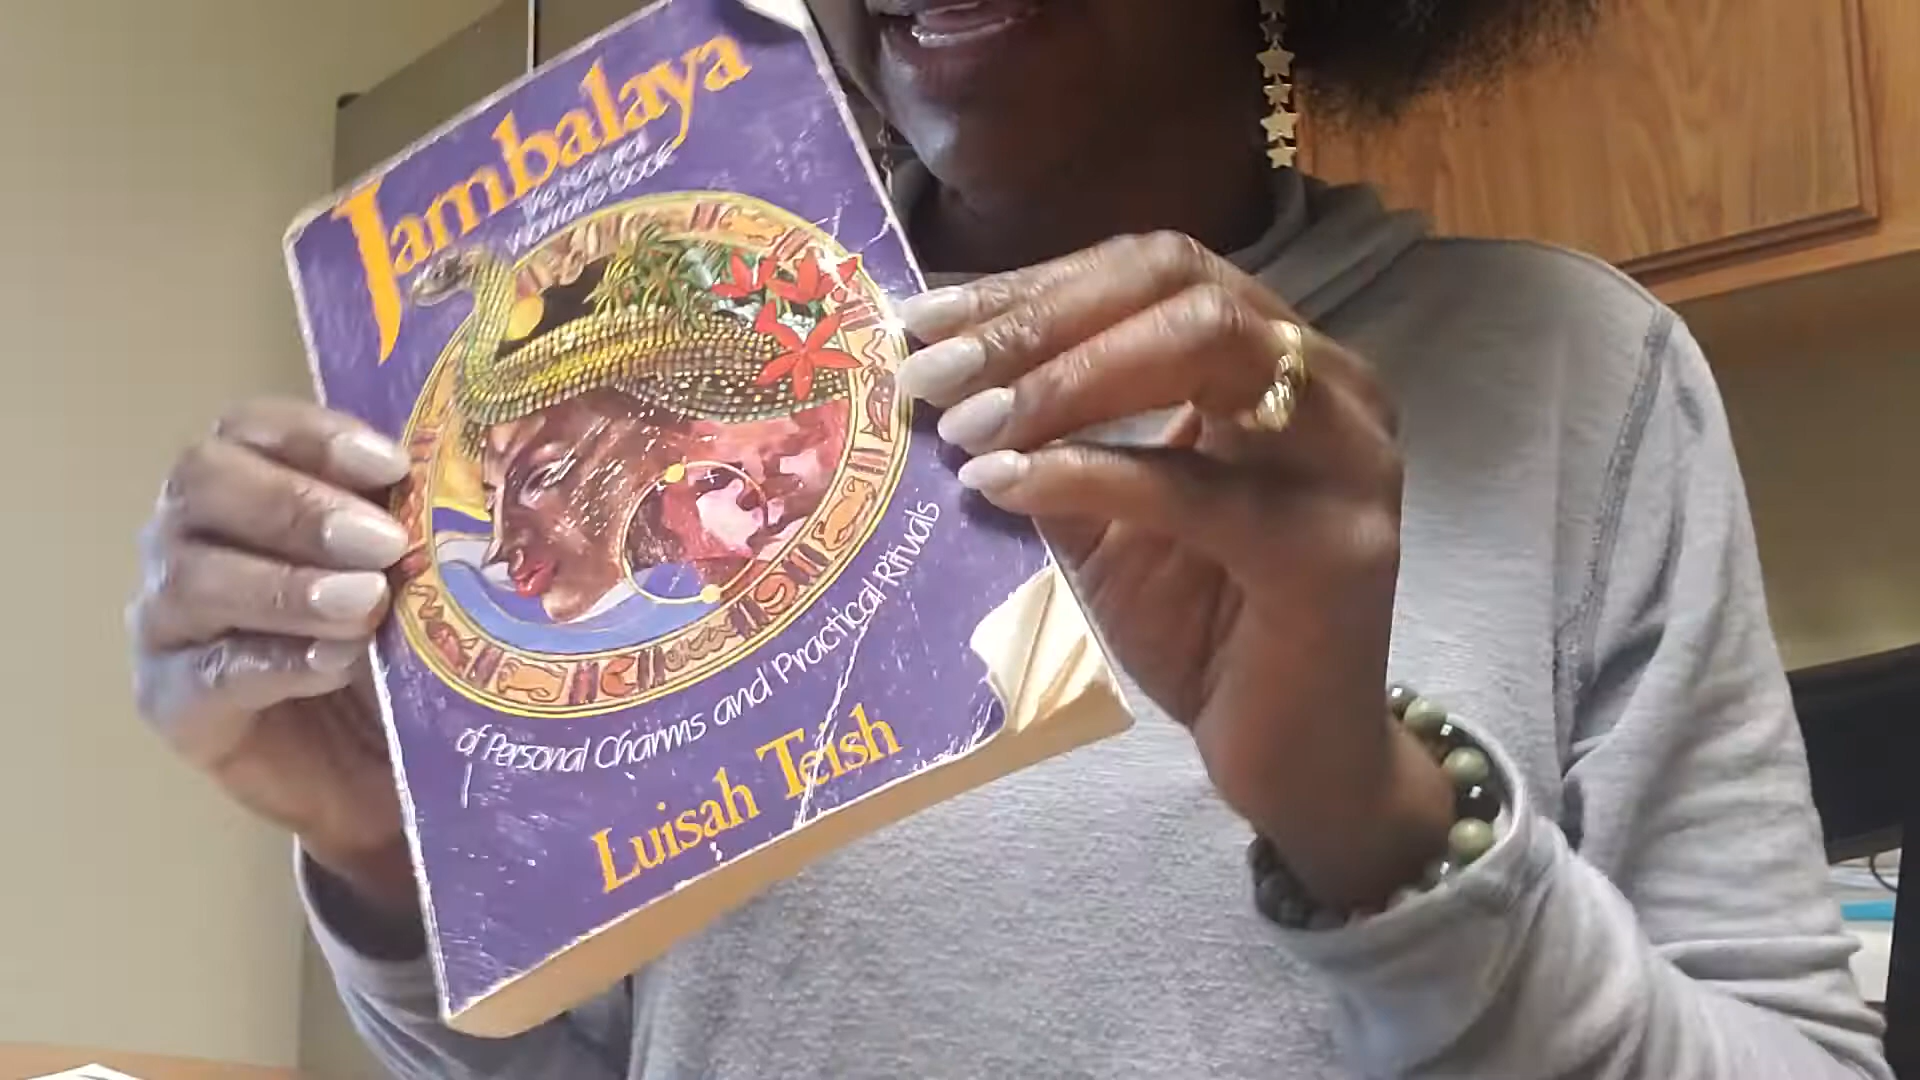 Jambalaya
The Natural
Woman's Book
of Personal Charms and Practical Rituals
Luisah Teish